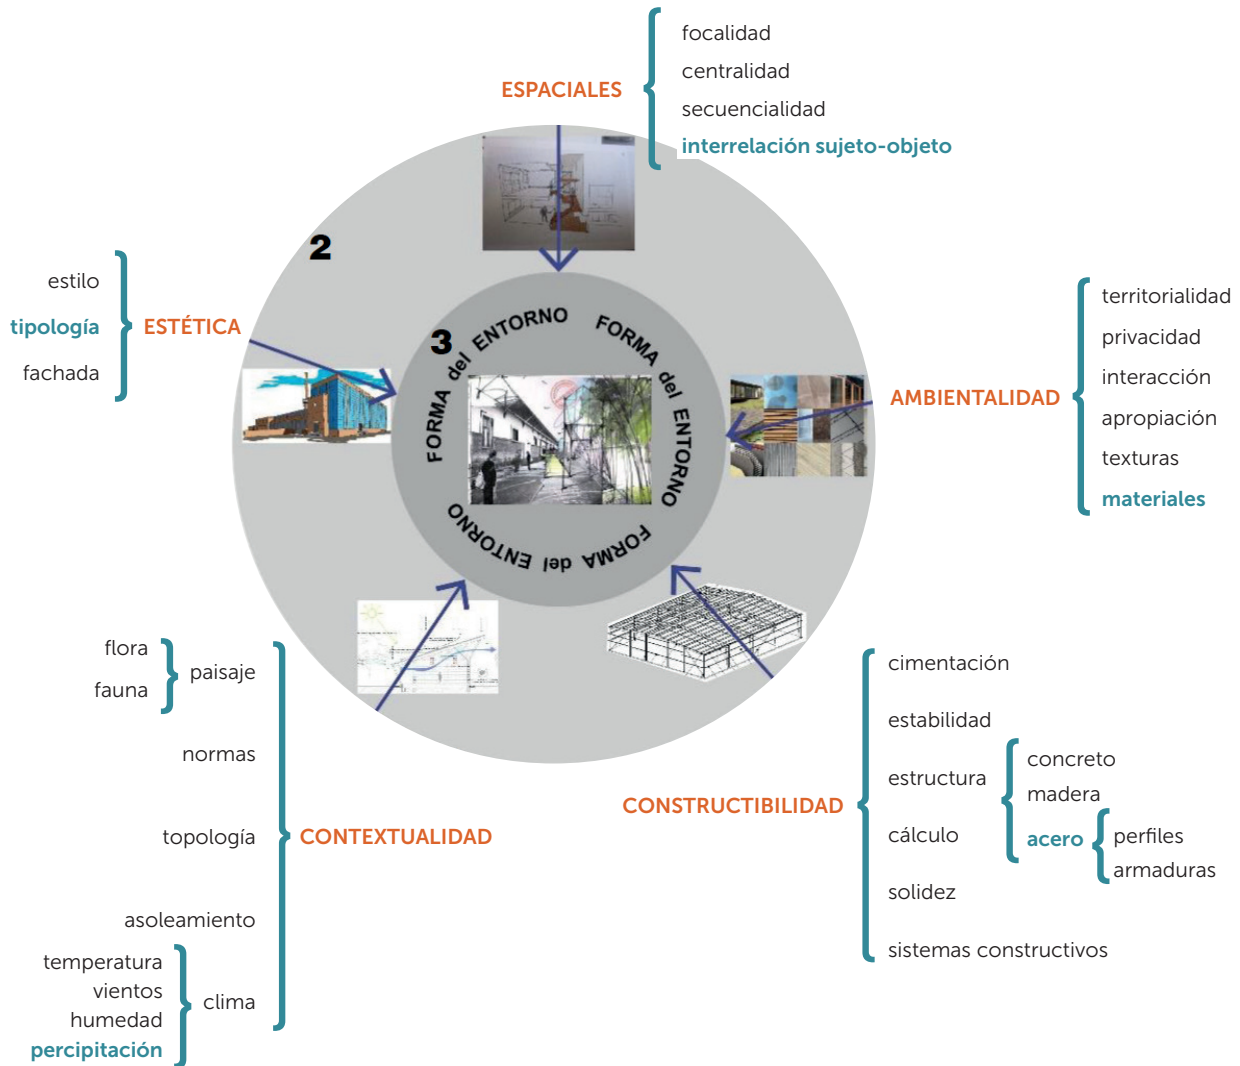 ESPACIALES
focalidad
centralidad
secuencialidad
interrelación sujeto-objeto
2
estilo
tipología
fachada
ESTÉTICA
3
FORMA del ENTORNO
FORMA del ENTORNO
FORMA del ENTORNO
AMBIENTALIDAD
territorialidad
privacidad
interacción
apropiación
texturas
materiales
flora
fauna
paisaje
normas
topología
asoleamiento
temperatura
vientos
humedad
percipitación
clima
CONTEXTUALIDAD
CONSTRUCTIBILIDAD
cimentación
estabilidad
estructura
concreto
madera
acero
perfiles
armaduras
cálculo
solidez
sistemas constructivos